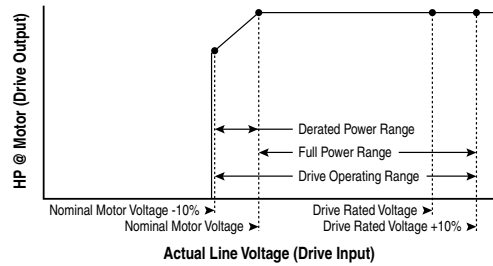 HP @ Motor (Drive Output)
Derated Power Range
Full Power Range
Drive Operating Range
Nominal Motor Voltage -10%
Drive Rated Voltage
Nominal Motor Voltage
Drive Rated Voltage +10%
Actual Line Voltage (Drive Input)